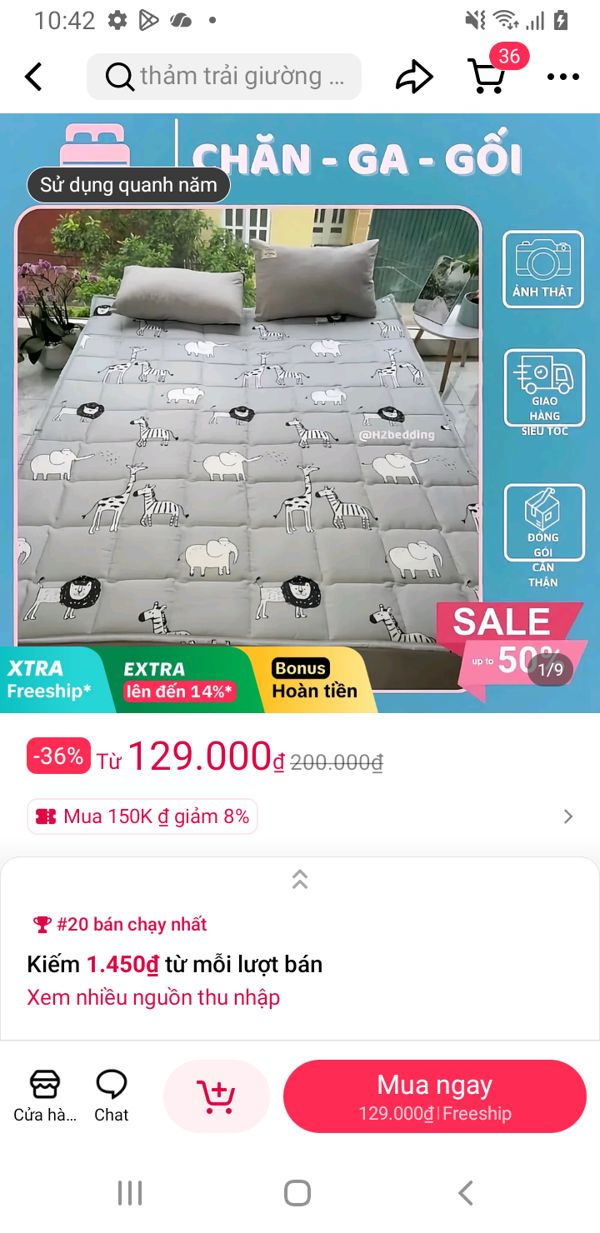 10:42
36
thảm trải giường ...
CHĂN - GA - GỐI
Sử dụng quanh năm
ẢNH THẬT
GIAO
HÀNG
SIÊU TỐC
@HZbedding
ĐÓNG
GÓI
CẨN
THẬN
SALE
up to 50%
1/9
XTRA
Freeship*
EXTRA
lên đến 14%*
Bonus
Hoàn tiền
-36% Từ 129.000₫ 200.000₫
Mua 150K ₫ giảm 8%
#20 bán chạy nhất
Kiếm 1.450₫ từ mỗi lượt bán
Xem nhiều nguồn thu nhập
Mua ngay
129.000₫|Freeship
Cửa hà...
Chat